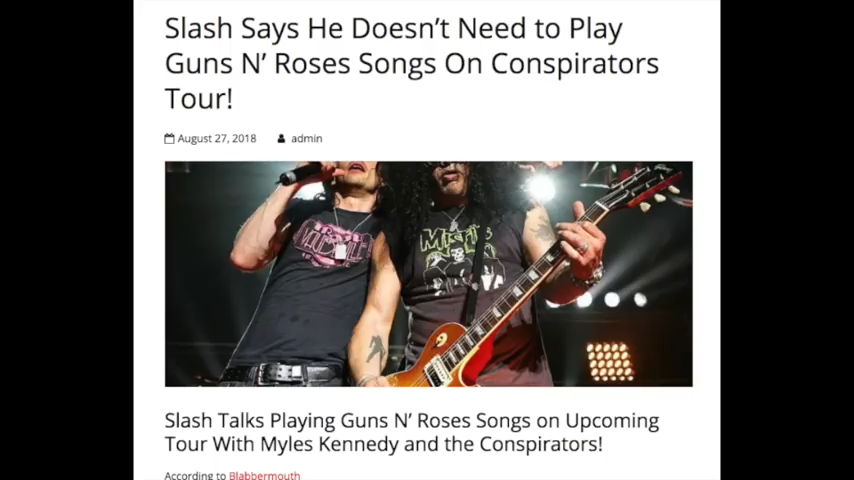 Slash Says He Doesn’t Need to Play
Guns N’ Roses Songs On Conspirators
Tour!
August 27, 2018 admin
Slash Talks Playing Guns N’ Roses Songs on Upcoming
Tour With Myles Kennedy and the Conspirators!
According to Blabbermouth